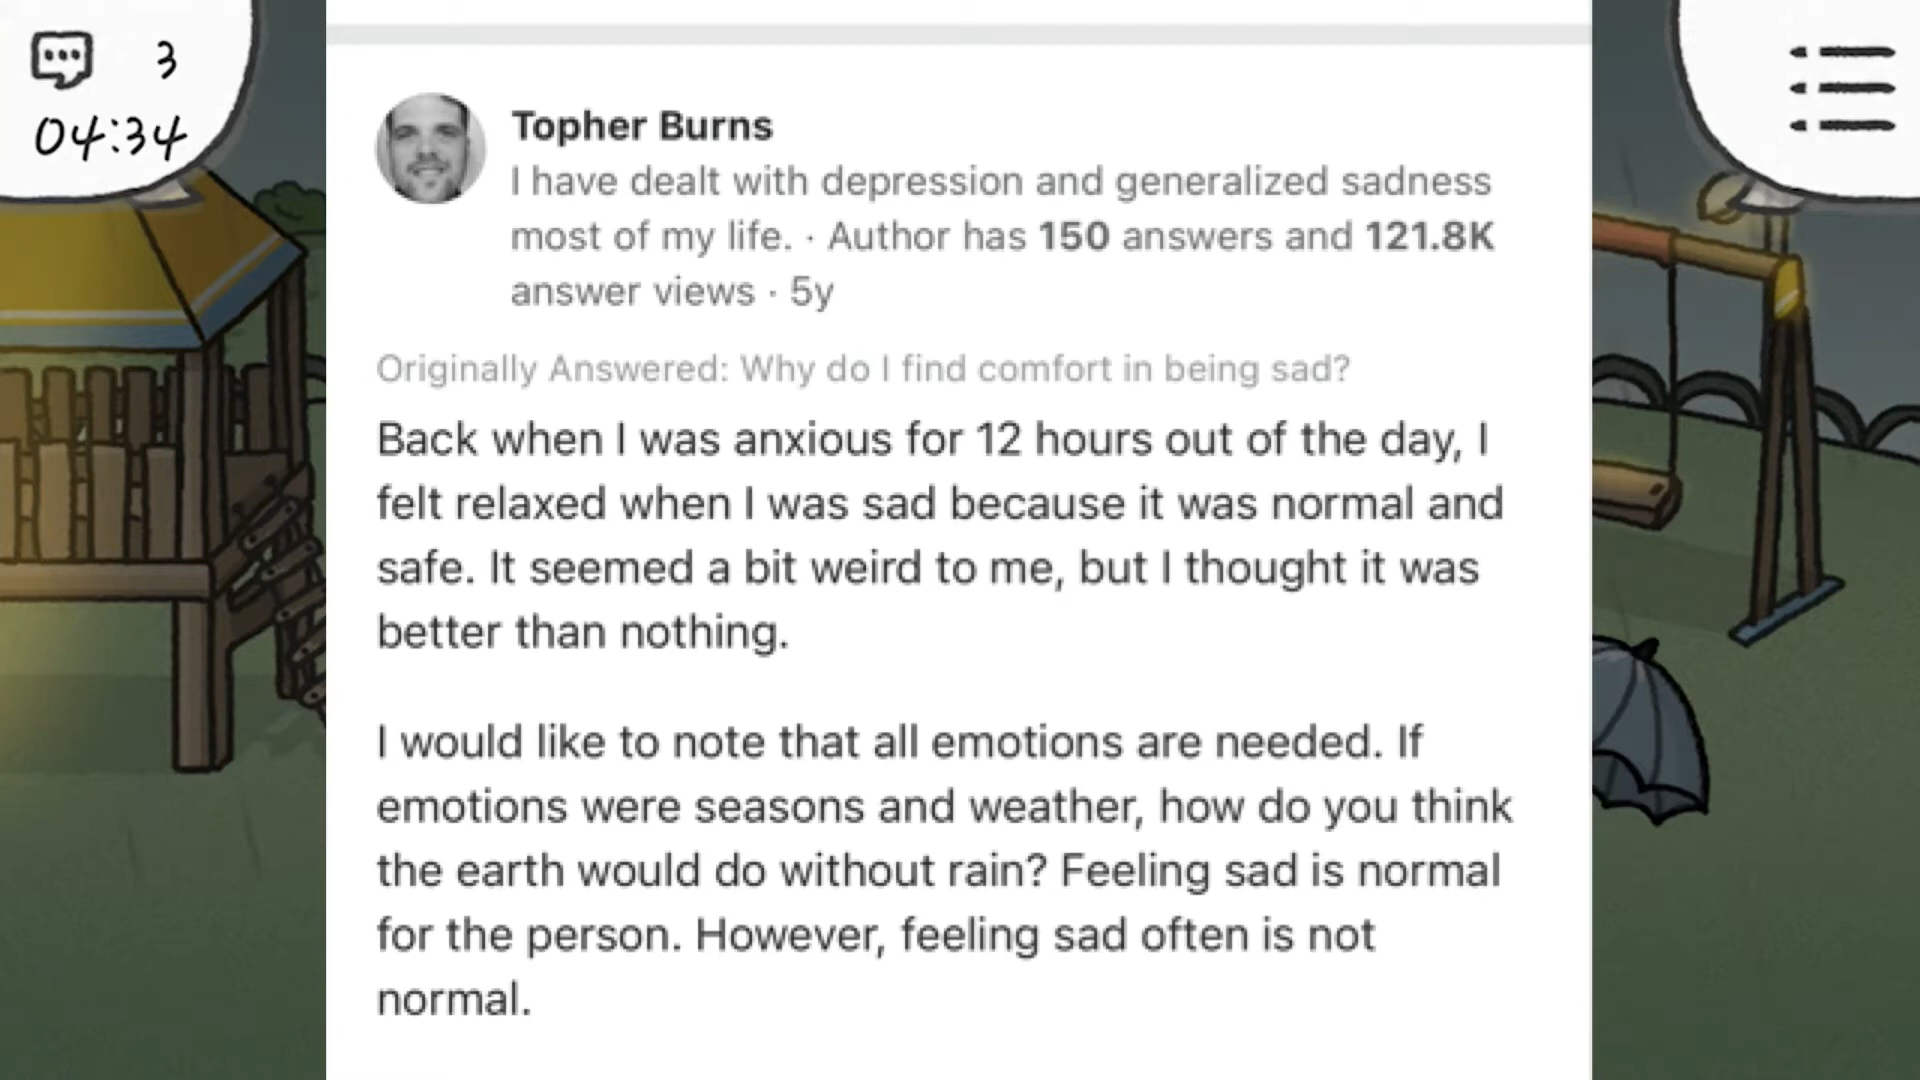 3
04:34
Topher Burns
I have dealt with depression and generalized sadness
most of my life. · Author has 150 answers and 121.8K
answer views · 5y
Originally Answered: Why do I find comfort in being sad?
Back when I was anxious for 12 hours out of the day, I
felt relaxed when I was sad because it was normal and
safe. It seemed a bit weird to me, but I thought it was
better than nothing.
I would like to note that all emotions are needed. If
emotions were seasons and weather, how do you think
the earth would do without rain? Feeling sad is normal
for the person. However, feeling sad often is not
normal.